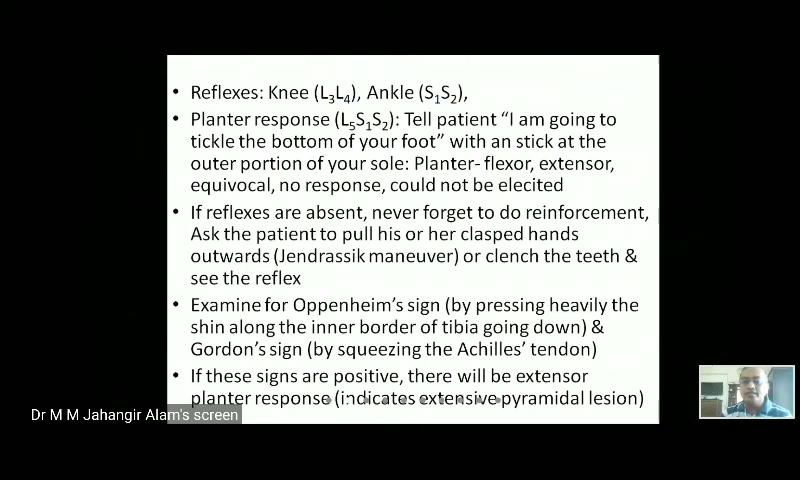 • Reflexes: Knee (L3L4), Ankle (S1S2),
• Planter response (L5S1S2): Tell patient “I am going to
tickle the bottom of your foot” with an stick at the
outer portion of your sole: Planter- flexor, extensor,
equivocal, no response, could not be elecited
• If reflexes are absent, never forget to do reinforcement,
Ask the patient to pull his or her clasped hands
outwards (Jendrassik maneuver) or clench the teeth &
see the reflex
• Examine for Oppenheim’s sign (by pressing heavily the
shin along the inner border of tibia going down) &
Gordon’s sign (by squeezing the Achilles’ tendon)
• If these signs are positive, there will be extensor
planter response (indicates extensive pyramidal lesion)
Dr M M Jahangir Alam's screen